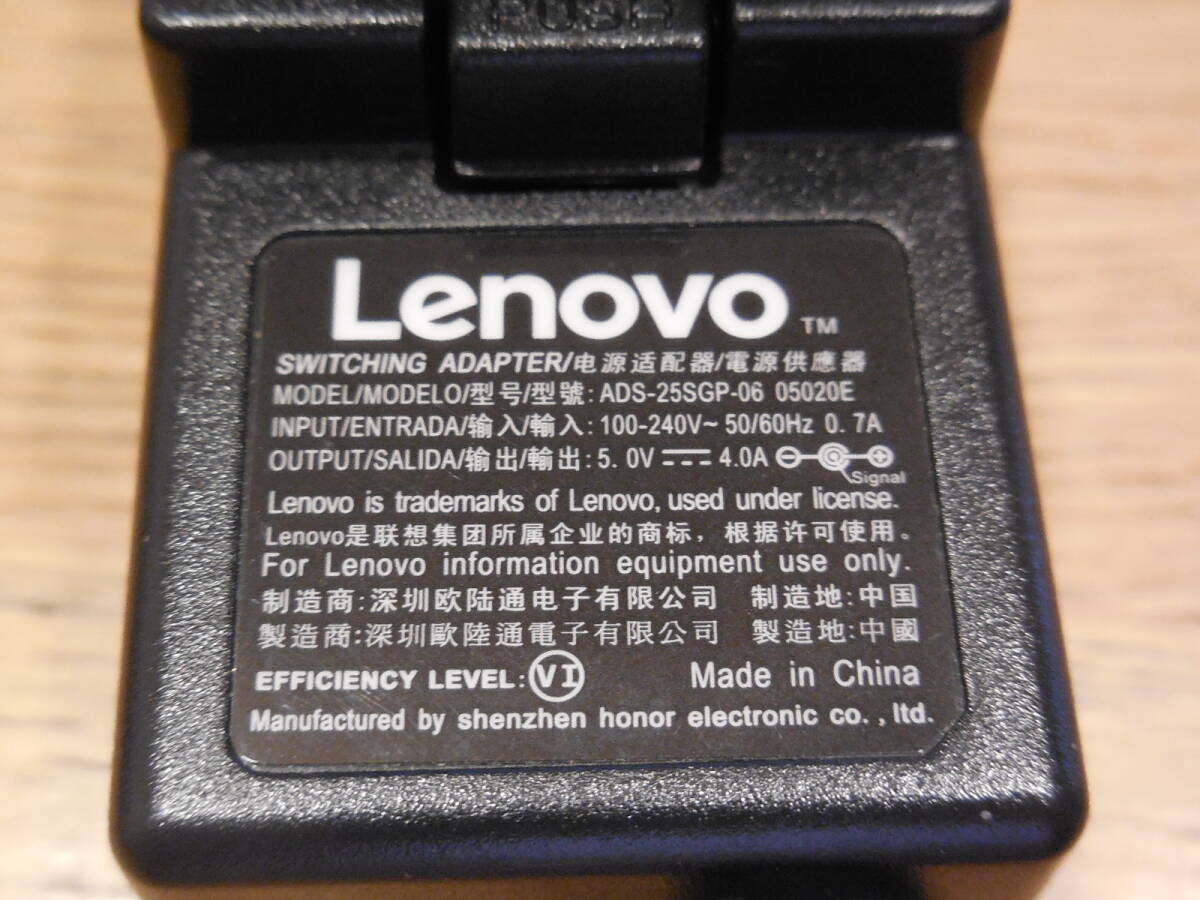 PUSH
Lenovo TM
SWITCHING ADAPTER/电源适配器/電源供應器
MODEL/MODELO/型号/型號: ADS-25SGP-06 05020E
INPUT/ENTRADA/输入/輸入: 100-240V~ 50/60Hz 0. 7A
OUTPUT/SALIDA/输出/輸出: 5. 0V ⎓ 4.0A
Signal
Lenovo is trademarks of Lenovo, used under license.
Lenovo是联想集团所属企业的商标，根据许可使用。
For Lenovo information equipment use only.
制造商:深圳欧陆通电子有限公司 制造地:中国
製造商:深圳歐陸通電子有限公司 製造地:中國
EFFICIENCY LEVEL: VI Made in China
Manufactured by shenzhen honor electronic co. , ltd.